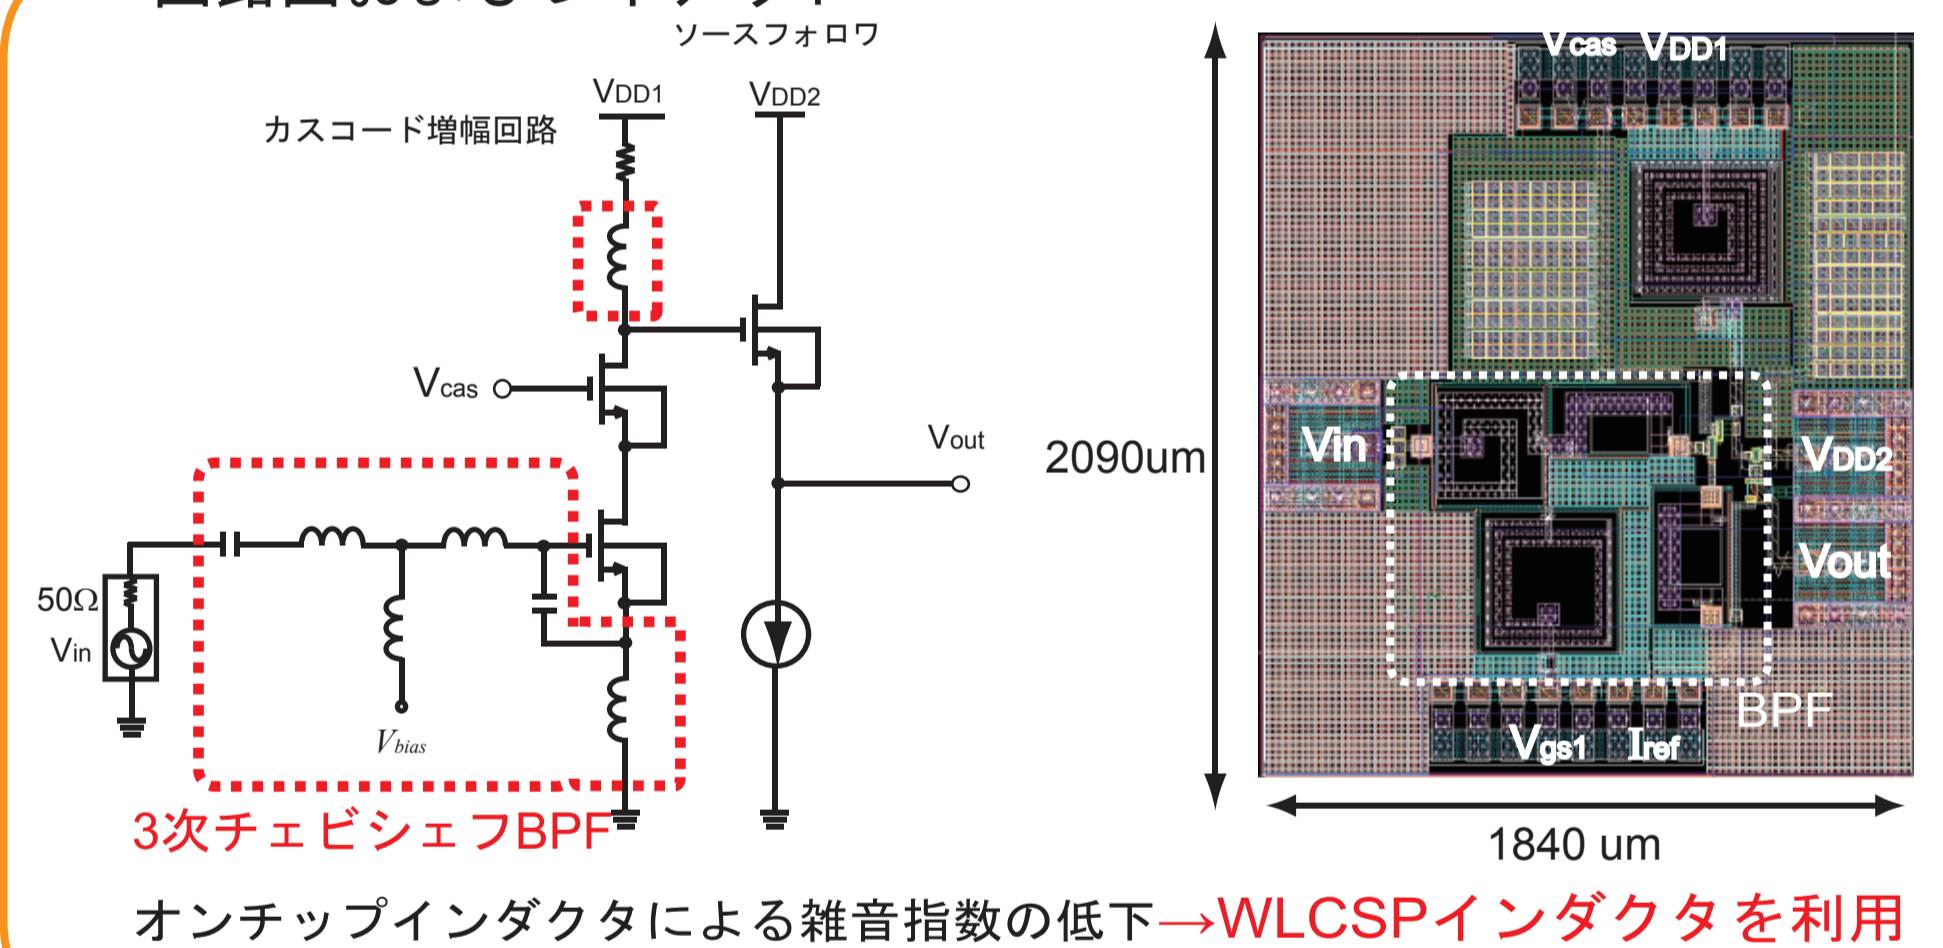 ソースフォロワ
VDD1
VDD2
カスコード増幅回路
Vcas
Vout
50Ω
Vin
Vbias
3次チェビシェフBPF
2090um
1840 um
Vcas VDD1
Vin
VDD2
Vout
BPF
Vgs1 Iref
オンチップインダクタによる雑音指数の低下→WLCSPインダクタを利用